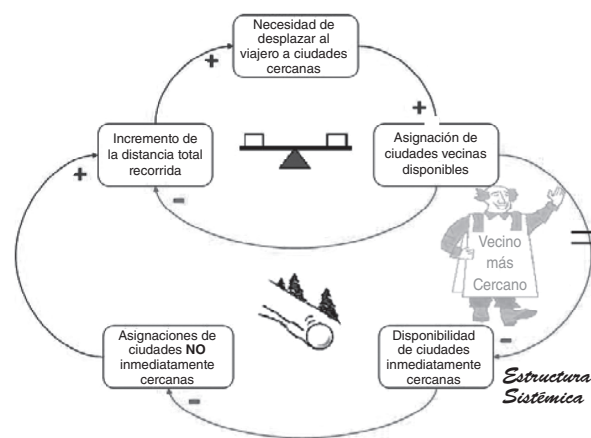 Necesidad de
desplazar al
viajero a ciudades
cercanas
+
+
Incremento de
la distancia total
recorrida
Asignación de
ciudades vecinas
disponibles
+
−
Vecino
más
Cercano
Asignaciones de
ciudades NO
inmediatamente
cercanas
Disponibilidad
de ciudades
inmediatamente
cercanas
−
−
Estructura
Sistémica